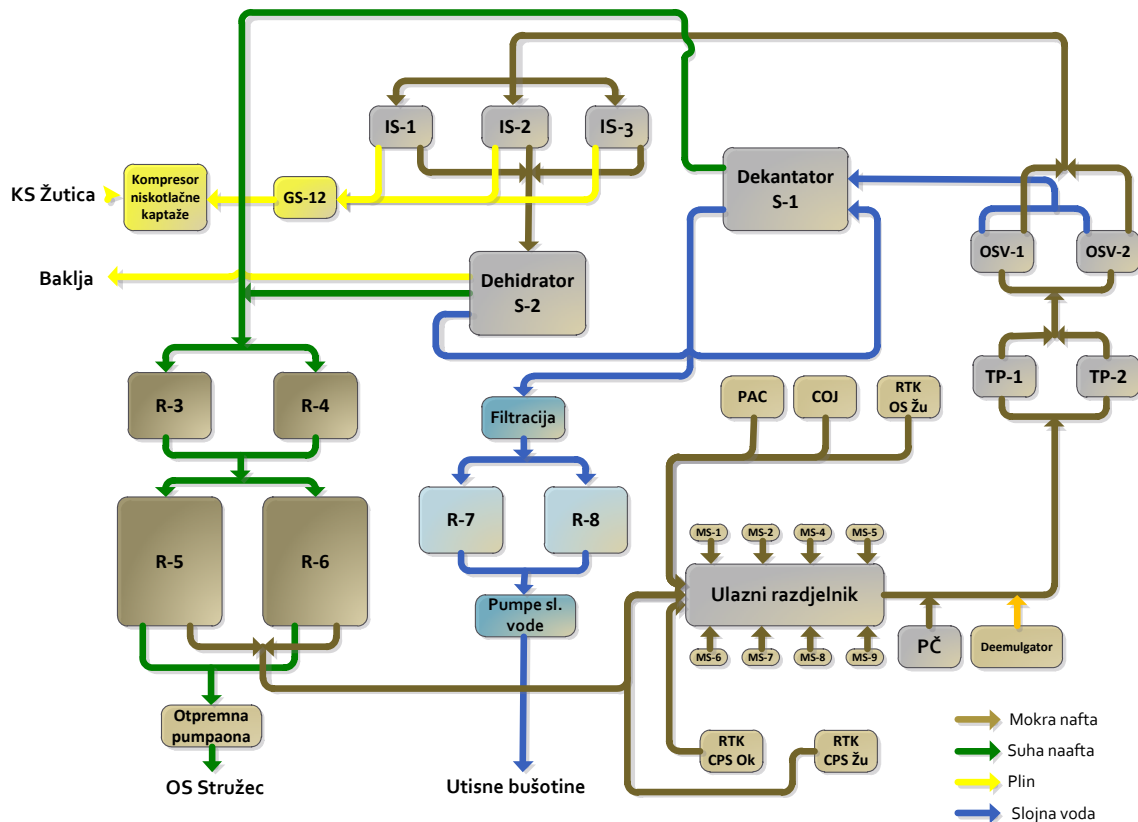 IS-1
IS-2
IS-3
KS Žutica
Kompresor
niskotlačne
kaptaže
GS-12
Dekantator
S-1
Baklja
Dehidrator
S-2
OSV-1
OSV-2
R-3
R-4
TP-1
TP-2
PAC
COJ
RTK
OS Žu
Filtracija
R-5
R-6
R-7
R-8
MS-1
MS-2
MS-4
MS-5
Ulazni razdjelnik
Pumpe sl.
vode
MS-6
MS-7
MS-8
MS-9
PČ
Deemulgator
Otpremna
pumpaona
RTK
CPS Ok
RTK
CPS Žu
OS Stružec
Utisne bušotine
Mokra nafta
Suha naafta
Plin
Slojna voda